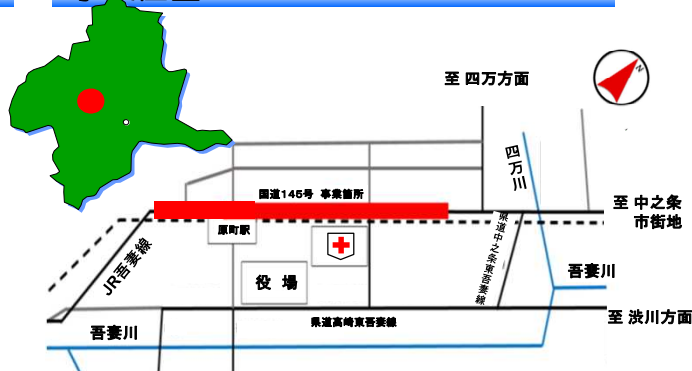 至 四万方面
N
四万川
国道145号 事業箇所
至 中之条
市街地
原町駅
県道中之条東吾妻線
JR吾妻線
吾妻川
役 場
県道高崎東吾妻線
至 渋川方面
吾妻川